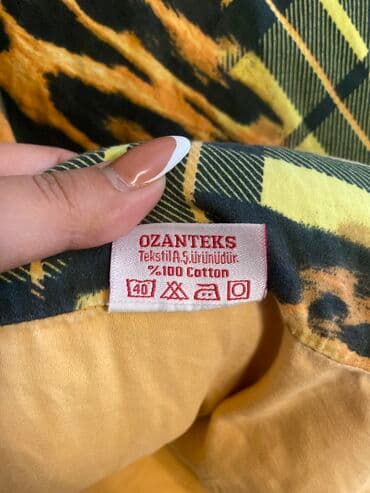 OZANTEKS
Tekstil A.Ş.Ürünüdür.
%100 Cotton
40